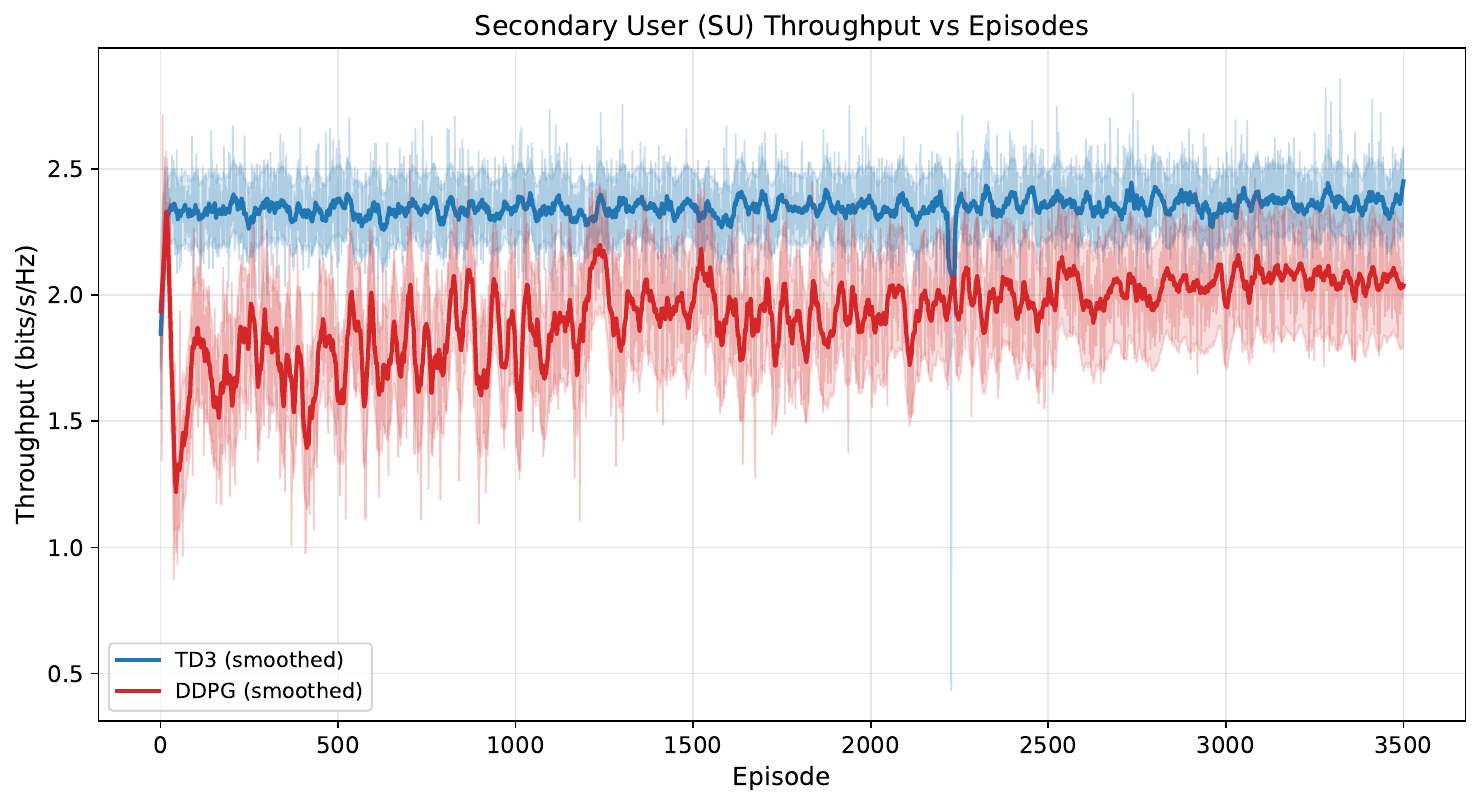 Secondary User (SU) Throughput vs Episodes
Throughput (bits/s/Hz)
2.5
2.0
1.5
1.0
0.5
TD3 (smoothed)
DDPG (smoothed)
0 500 1000 1500 2000 2500 3000 3500
Episode